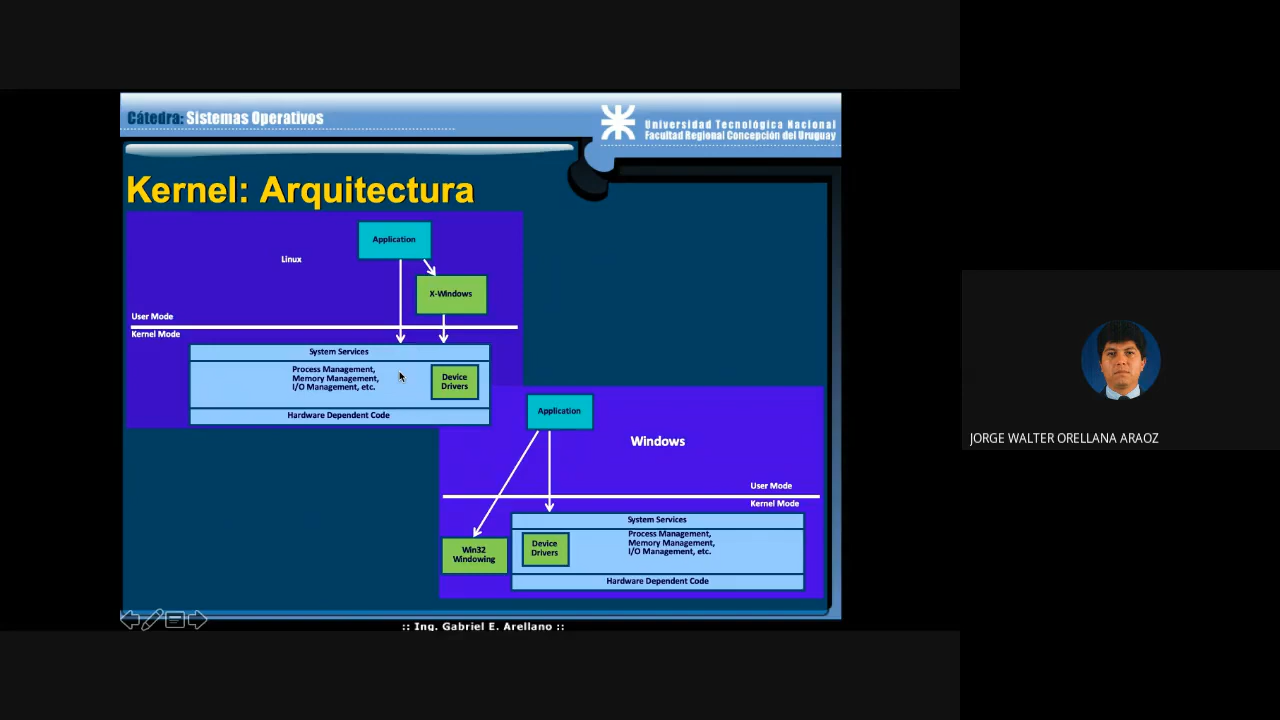 Cátedra: Sistemas Operativos
Universidad Tecnológica Nacional
Facultad Regional Concepción del Uruguay
Kernel: Arquitectura
Linux
Application
X-Windows
User Mode
Kernel Mode
System Services
Process Management,
Memory Management,
I/O Management, etc.
Device
Drivers
Hardware Dependent Code
Application
Windows
User Mode
Kernel Mode
System Services
Win32
Windowing
Device
Drivers
Process Management,
Memory Management,
I/O Management, etc.
Hardware Dependent Code
:: Ing. Gabriel E. Arellano ::
JORGE WALTER ORELLANA ARAOZ